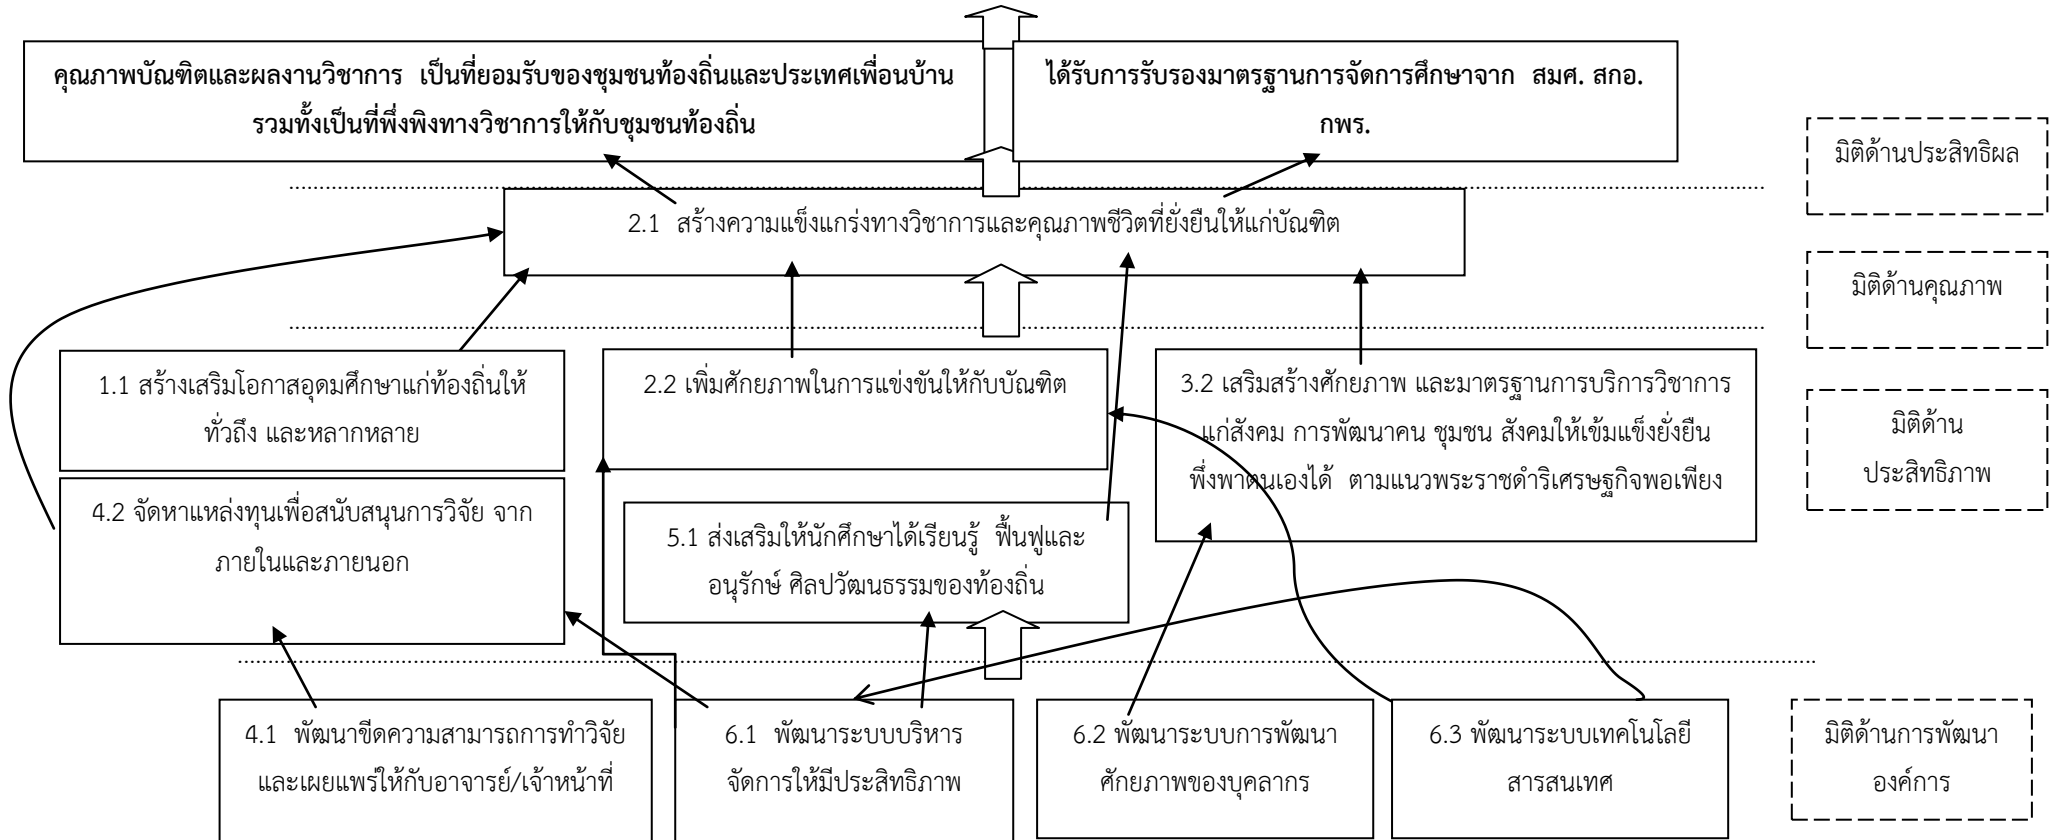 คุณภาพบัณฑิตและผลงานวิชาการ เป็นที่ยอมรับของชุมชนท้องถิ่นและประเทศเพื่อนบ้าน
รวมทั้งเป็นที่พึ่งพิงทางวิชาการให้กับชุมชนท้องถิ่น
ได้รับการรับรองมาตรฐานการจัดการศึกษาจาก สมศ. สกอ.
กพร.
มิติด้านประสิทธิผล
2.1 สร้างความแข็งแกร่งทางวิชาการและคุณภาพชีวิตที่ยั่งยืนให้แก่บัณฑิต
มิติด้านคุณภาพ
1.1 สร้างเสริมโอกาสอุดมศึกษาแก่ท้องถิ่นให้
ทั่วถึง และหลากหลาย
2.2 เพิ่มศักยภาพในการแข่งขันให้กับบัณฑิต
3.2 เสริมสร้างศักยภาพ และมาตรฐานการบริการวิชาการ
แก่สังคม การพัฒนาคน ชุมชน สังคมให้เข้มแข็งยั่งยืน
พึ่งพาตนเองได้ ตามแนวพระราชดำริเศรษฐกิจพอเพียง
มิติด้าน
ประสิทธิภาพ
4.2 จัดหาแหล่งทุนเพื่อสนับสนุนการวิจัย จาก
ภายในและภายนอก
5.1 ส่งเสริมให้นักศึกษาได้เรียนรู้ ฟื้นฟูและ
อนุรักษ์ ศิลปวัฒนธรรมของท้องถิ่น
4.1 พัฒนาขีดความสามารถการทำวิจัย
และเผยแพร่ให้กับอาจารย์/เจ้าหน้าที่
6.1 พัฒนาระบบบริหาร
จัดการให้มีประสิทธิภาพ
6.2 พัฒนาระบบการพัฒนา
ศักยภาพของบุคลากร
6.3 พัฒนาระบบเทคโนโลยี
สารสนเทศ
มิติด้านการพัฒนา
องค์การ